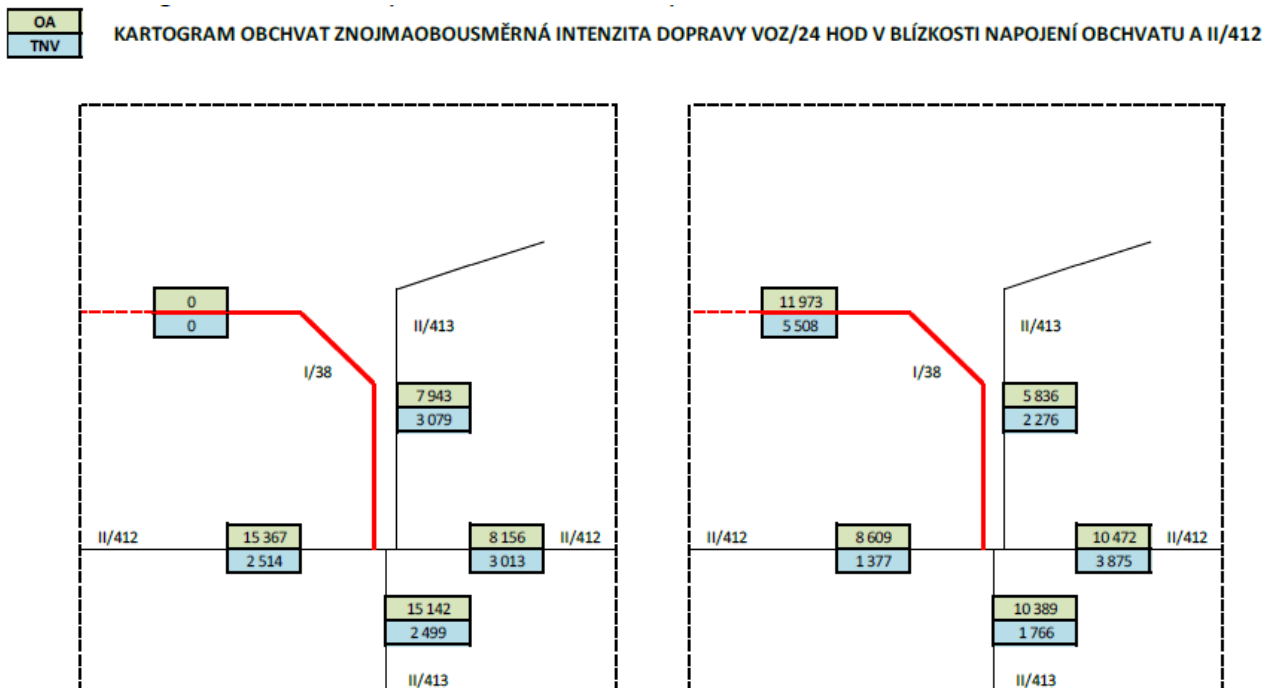 OA
TNV
KARTOGRAM OBCHVAT ZNOJMAOBOUSMĚRNÁ INTENZITA DOPRAVY VOZ/24 HOD V BLÍZKOSTI NAPOJENÍ OBCHVATU A II/412
0
0
II/413
I/38
7 943
3 079
II/412
15 367
2 514
8 156
3 013
II/412
15 142
2 499
II/413
11 973
5 508
II/413
I/38
5 836
2 276
II/412
8 609
1 377
10 472
3 875
II/412
10 389
1 766
II/413